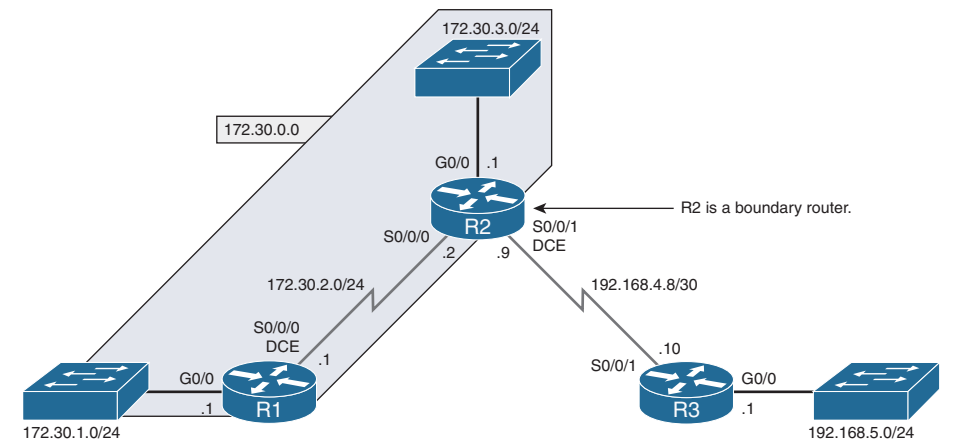 172.30.3.0/24
172.30.0.0
G0/0
.1
R2
R2 is a boundary router.
S0/0/0
S0/0/1
DCE
.2
.9
172.30.2.0/24
192.168.4.8/30
S0/0/0
DCE
.1
.10
S0/0/1
G0/0
.1
R1
R3
G0/0
.1
172.30.1.0/24
192.168.5.0/24